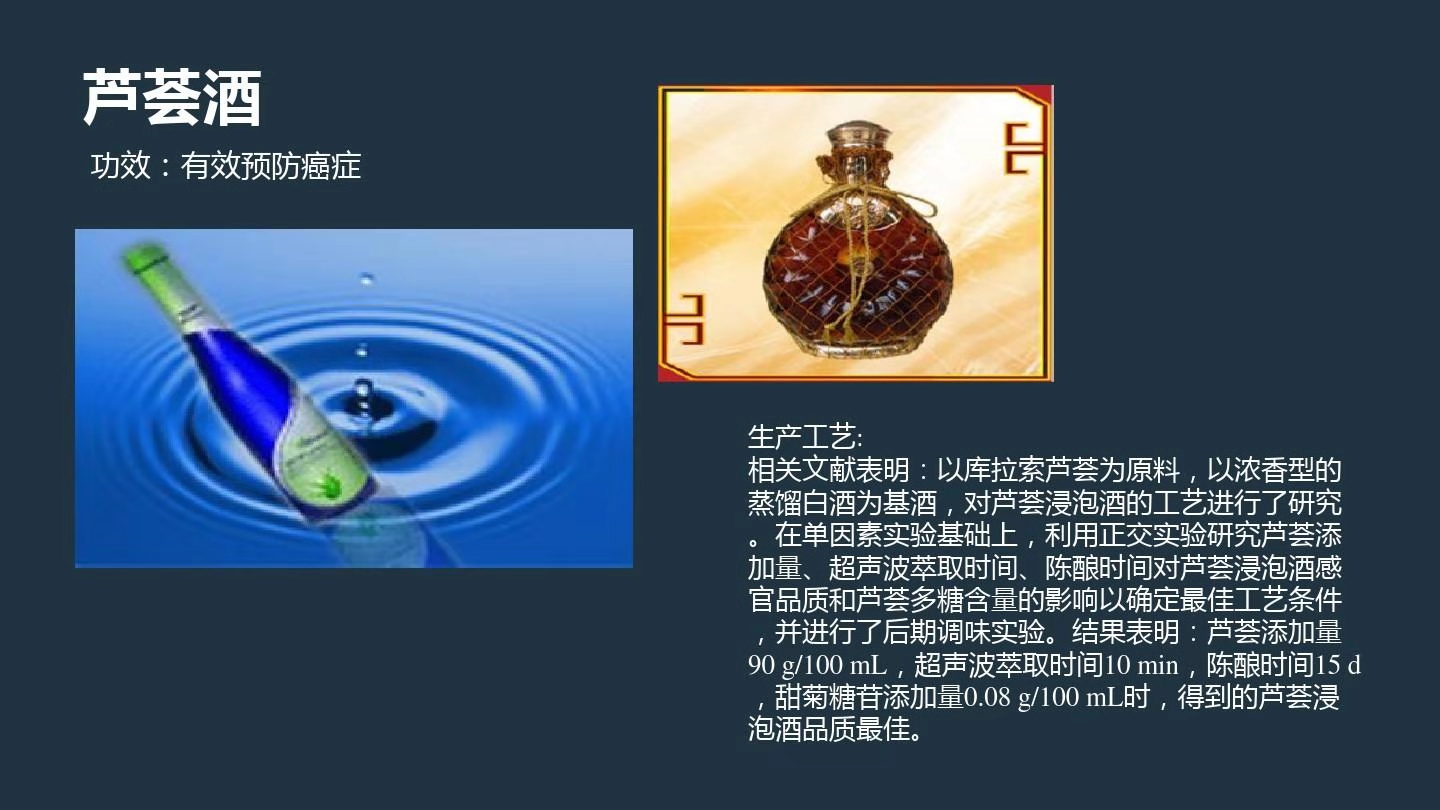 芦荟酒
功效：有效预防癌症
生产工艺:
相关文献表明：以库拉索芦荟为原料，以浓香型的
蒸馏白酒为基酒，对芦荟浸泡酒的工艺进行了研究
。在单因素实验基础上，利用正交实验研究芦荟添
加量、超声波萃取时间、陈酿时间对芦荟浸泡酒感
官品质和芦荟多糖含量的影响以确定最佳工艺条件
，并进行了后期调味实验。结果表明：芦荟添加量
90 g/100 mL，超声波萃取时间10 min，陈酿时间15 d
，甜菊糖苷添加量0.08 g/100 mL时，得到的芦荟浸
泡酒品质最佳。